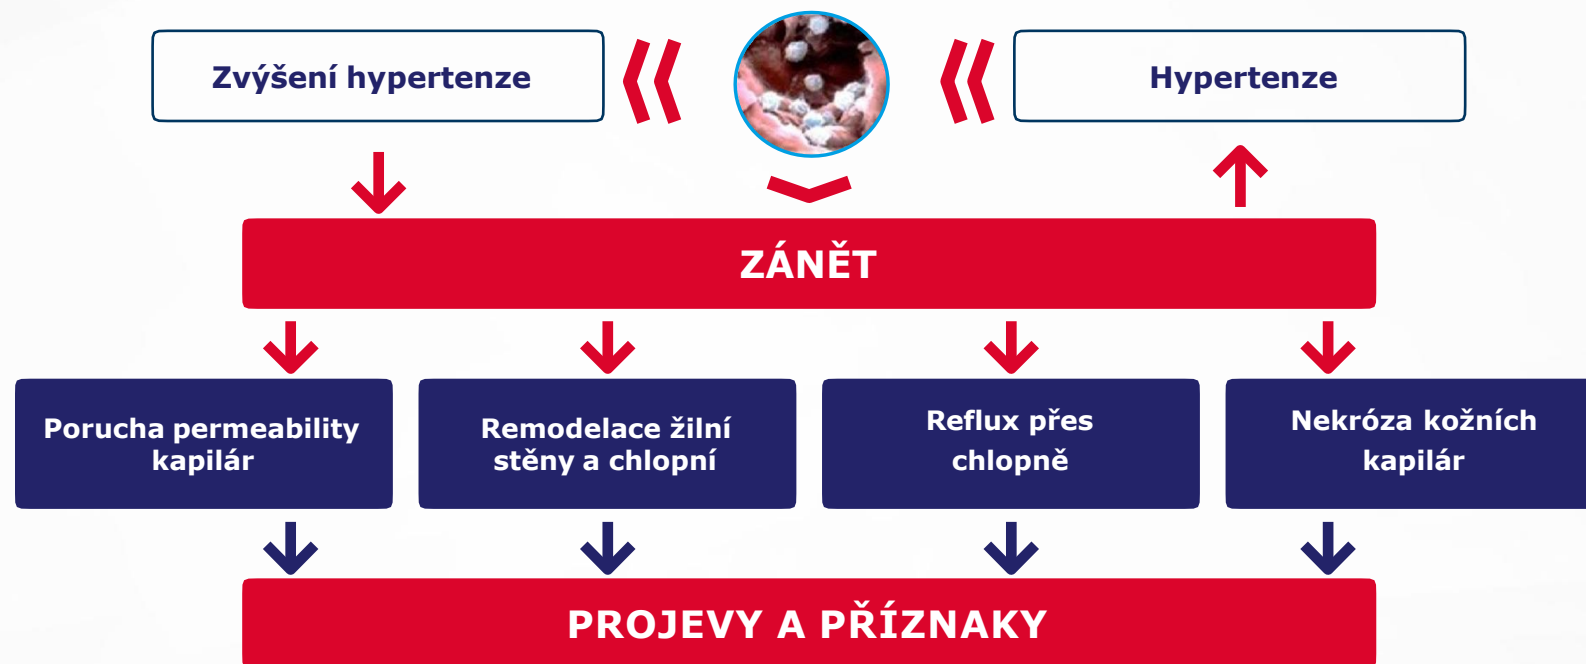 Zvýšení hypertenze
Hypertenze
ZÁNĚT
Porucha permeability
kapilár
Remodelace žilní
stěny a chlopní
Reflux přes
chlopně
Nekróza kožních
kapilár
PROJEVY A PŘÍZNAKY